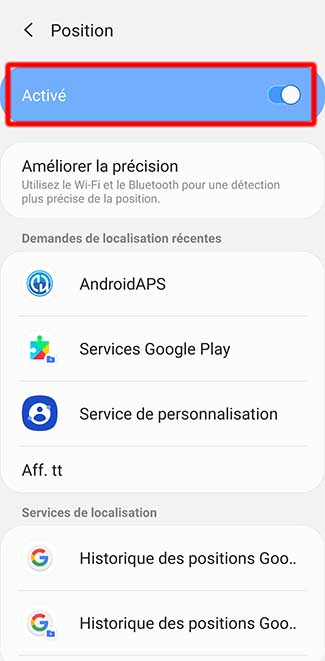 Position
Activé
Améliorer la précision
Utilisez le Wi-Fi et le Bluetooth pour une détection
plus précise de la position.
Demandes de localisation récentes
AndroidAPS
Services Google Play
Service de personnalisation
Aff. tt
Services de localisation
Historique des positions Goo..
Historique des positions Goo..